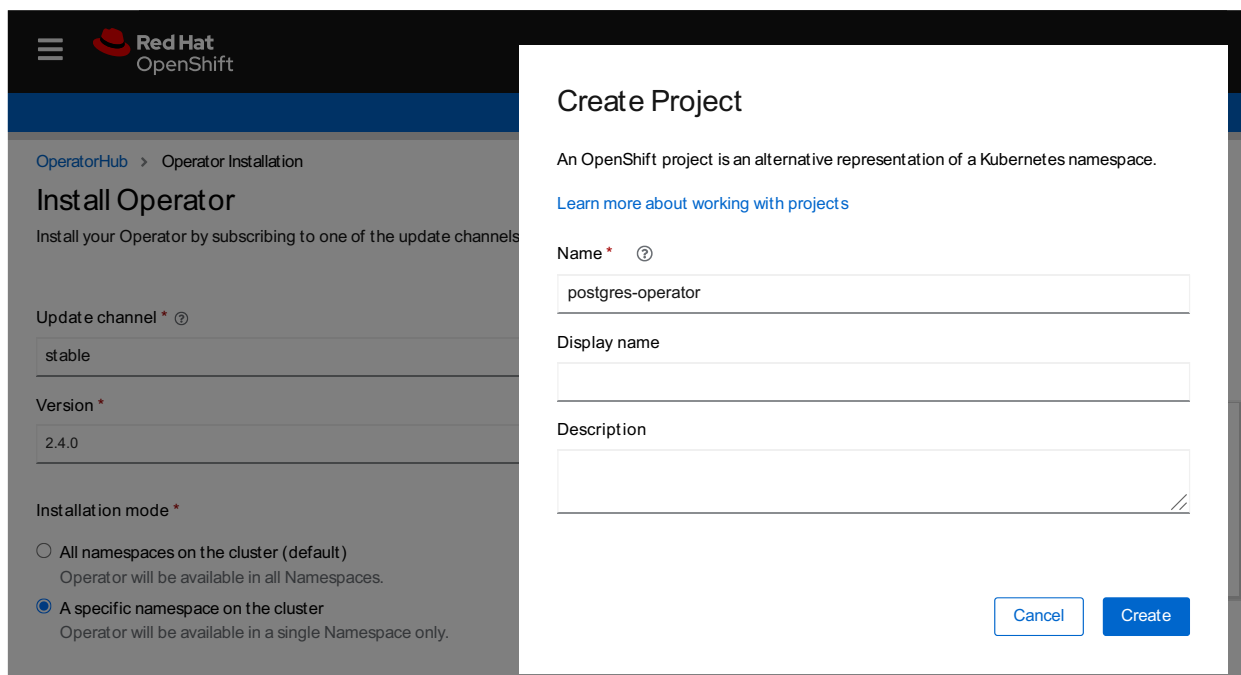 Red Hat
OpenShift
OperatorHub > Operator Installation
Install Operator
Install your Operator by subscribing to one of the update channels
Update channel * ?
stable
Version *
2.4.0
Installation mode *
All namespaces on the cluster (default)
Operator will be available in all Namespaces.
A specific namespace on the cluster
Operator will be available in a single Namespace only.
Create Project
An OpenShift project is an alternative representation of a Kubernetes namespace.
Learn more about working with projects
Name * ?
postgres-operator
Display name
Description
Cancel Create